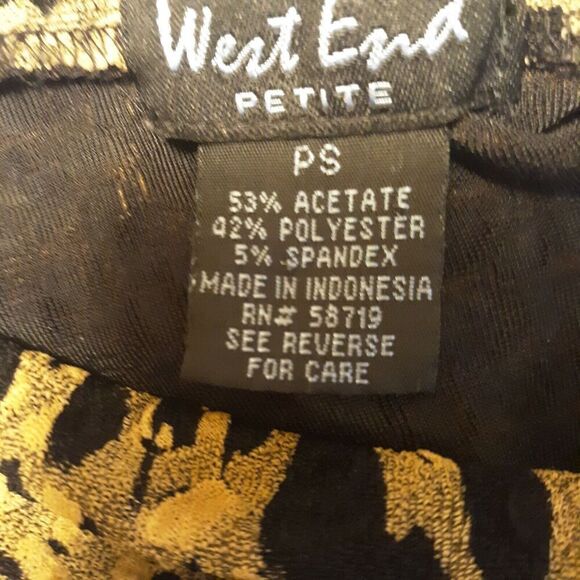 West End
PETITE
PS
53% ACETATE
42% POLYESTER
5% SPANDEX
MADE IN INDONESIA
RN# 58719
SEE REVERSE
FOR CARE